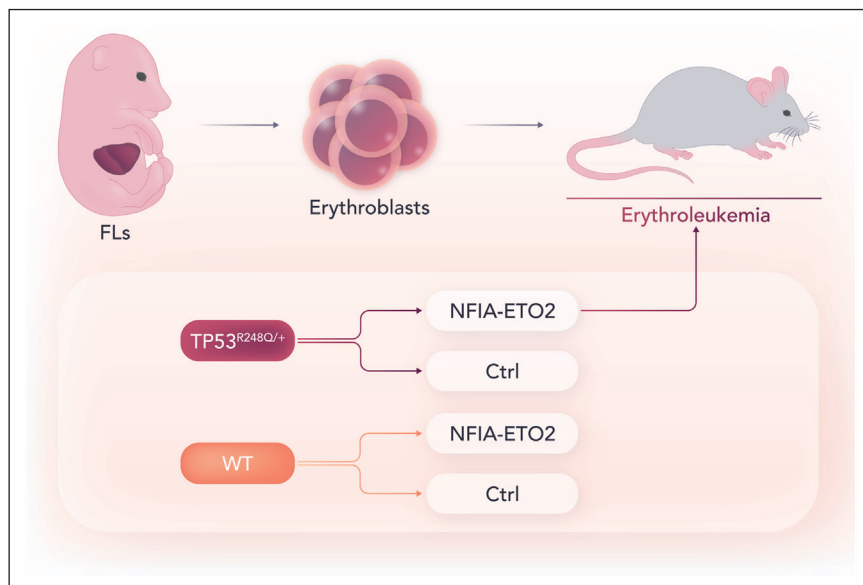 FLs
Erythroblasts
Erythroleukemia
TP53R248Q/+
NFIA-ETO2
Ctrl
WT
NFIA-ETO2
Ctrl